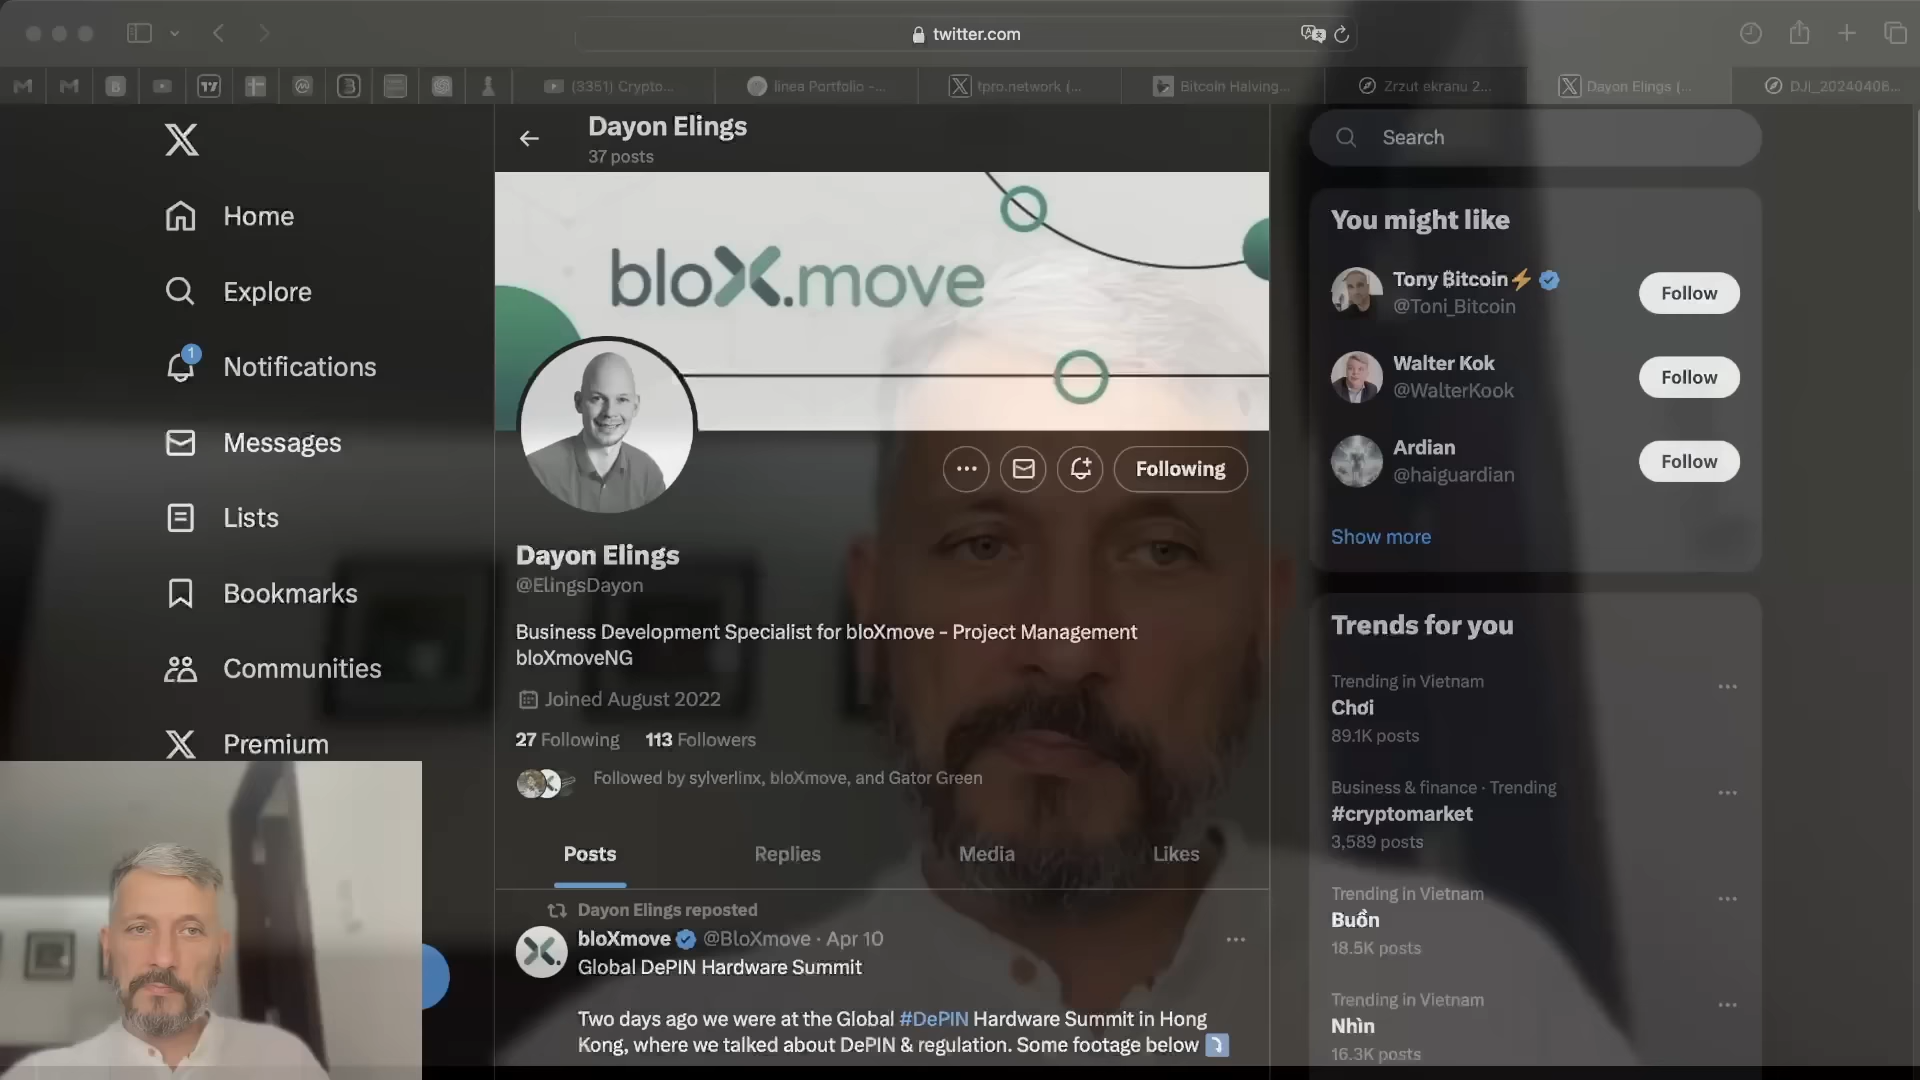 twitter.com
(3351) Crypto...
linea Portfolio -...
tpro.network (...
Bitcoin Halving...
Zrzut ekranu 2...
Dayon Elings (...
DJI_20240406...
Home
Explore
1
Notifications
Messages
Lists
Bookmarks
Communities
Premium
Dayon Elings
37 posts
bloX.move
Following
Dayon Elings
@ElingsDayon
Business Development Specialist for bloXmove - Project Management
bloXmoveNG
Joined August 2022
27 Following 113 Followers
Followed by sylverlinx, bloXmove, and Gator Green
Posts Replies Media Likes
Dayon Elings reposted
bloXmove @BloXmove · Apr 10
Global DePIN Hardware Summit
Two days ago we were at the Global #DePIN Hardware Summit in Hong
Kong, where we talked about DePIN & regulation. Some footage below
Search
You might like
Tony ₿itcoin⚡
@Toni_Bitcoin
Follow
Walter Kok
@WalterKook
Follow
Ardian
@haiguardian
Follow
Show more
Trends for you
Trending in Vietnam
Chơi
89.1K posts
Business & finance · Trending
#cryptomarket
3,589 posts
Trending in Vietnam
Buồn
18.5K posts
Trending in Vietnam
Nhìn
16.3K posts